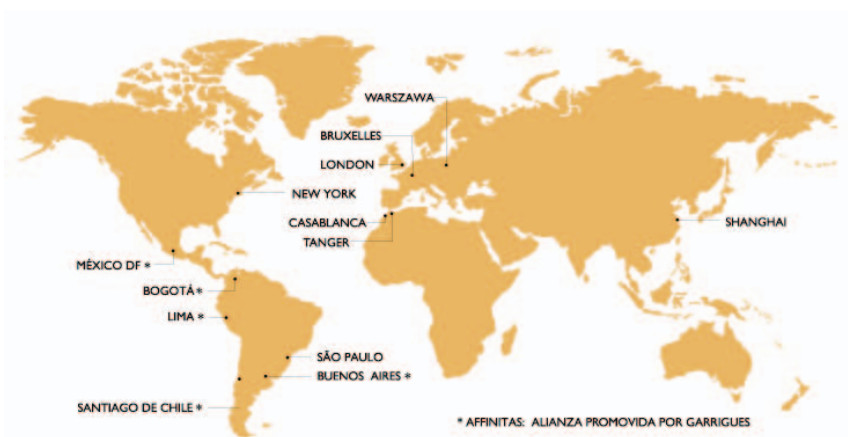 WARSZAWA
BRUXELLES
LONDON
NEW YORK
CASABLANCA
TANGER
SHANGHAI
MÉXICO DF *
BOGOTÁ *
LIMA *
SÃO PAULO
BUENOS AIRES *
SANTIAGO DE CHILE *
* AFFINITAS: ALIANZA PROMOVIDA POR GARRIGUES